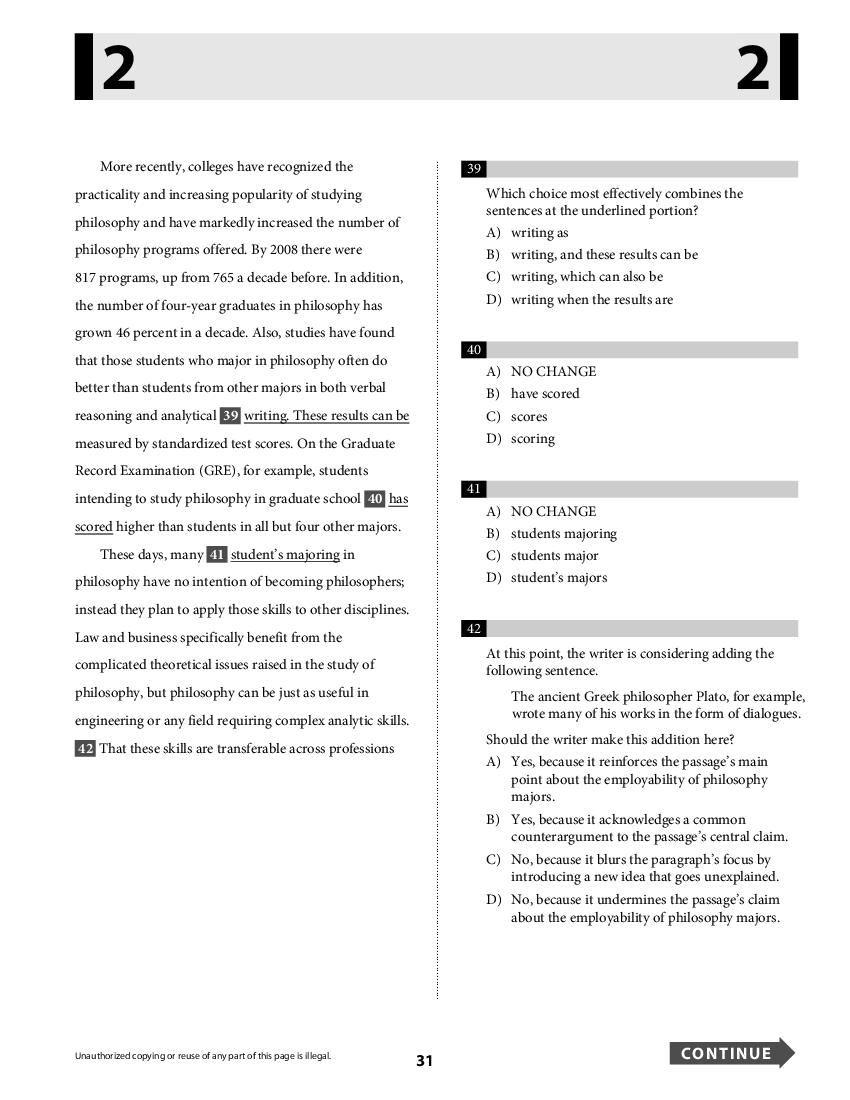 2 2
More recently, colleges have recognized the
practicality and increasing popularity of studying
philosophy and have markedly increased the number of
philosophy programs offered. By 2008 there were
817 programs, up from 765 a decade before. In addition,
the number of four-year graduates in philosophy has
grown 46 percent in a decade. Also, studies have found
that those students who major in philosophy often do
better than students from other majors in both verbal
reasoning and analytical 39 writing. These results can be
measured by standardized test scores. On the Graduate
Record Examination (GRE), for example, students
intending to study philosophy in graduate school 40 has
scored higher than students in all but four other majors.
These days, many 41 student’s majoring in
philosophy have no intention of becoming philosophers;
instead they plan to apply those skills to other disciplines.
Law and business specifically benefit from the
complicated theoretical issues raised in the study of
philosophy, but philosophy can be just as useful in
engineering or any field requiring complex analytic skills.
42 That these skills are transferable across professions
39
Which choice most effectively combines the
sentences at the underlined portion?
A) writing as
B) writing, and these results can be
C) writing, which can also be
D) writing when the results are
40
A) NO CHANGE
B) have scored
C) scores
D) scoring
41
A) NO CHANGE
B) students majoring
C) students major
D) student’s majors
42
At this point, the writer is considering adding the
following sentence.
The ancient Greek philosopher Plato, for example,
wrote many of his works in the form of dialogues.
Should the writer make this addition here?
A) Yes, because it reinforces the passage’s main
point about the employability of philosophy
majors.
B) Yes, because it acknowledges a common
counterargument to the passage’s central claim.
C) No, because it blurs the paragraph’s focus by
introducing a new idea that goes unexplained.
D) No, because it undermines the passage’s claim
about the employability of philosophy majors.
Unauthorized copying or reuse of any part of this page is illegal.
31
CONTINUE